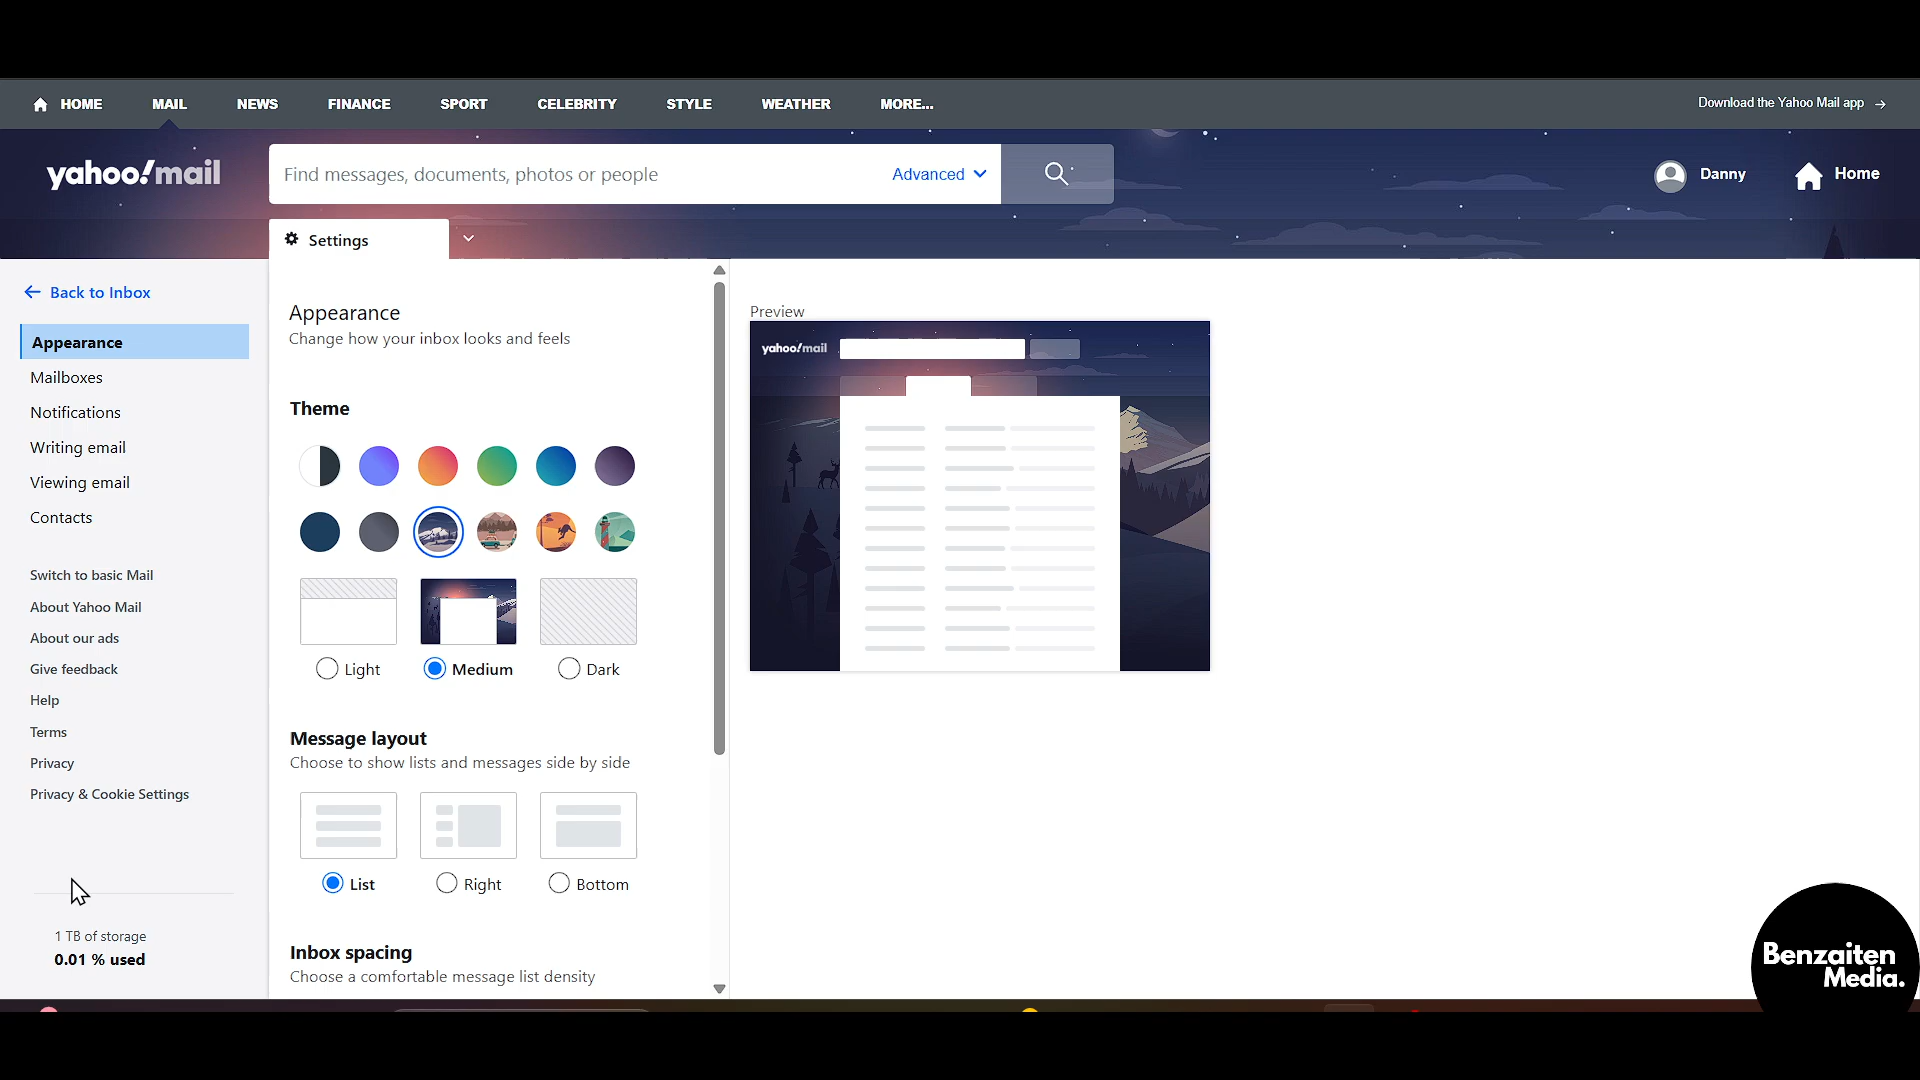 HOME MAIL NEWS FINANCE SPORT CELEBRITY STYLE WEATHER MORE... Download the Yahoo Mail app →
yahoo!mail Find messages, documents, photos or people Advanced Danny Home
Settings
← Back to Inbox
Appearance
Mailboxes
Notifications
Writing email
Viewing email
Contacts
Switch to basic Mail
About Yahoo Mail
About our ads
Give feedback
Help
Terms
Privacy
Privacy & Cookie Settings
1 TB of storage
0.01 % used
Appearance
Change how your inbox looks and feels
Theme
Light Medium Dark
Message layout
Choose to show lists and messages side by side
List Right Bottom
Inbox spacing
Choose a comfortable message list density
Preview
yahoo!mail
Benzaiten
Media.